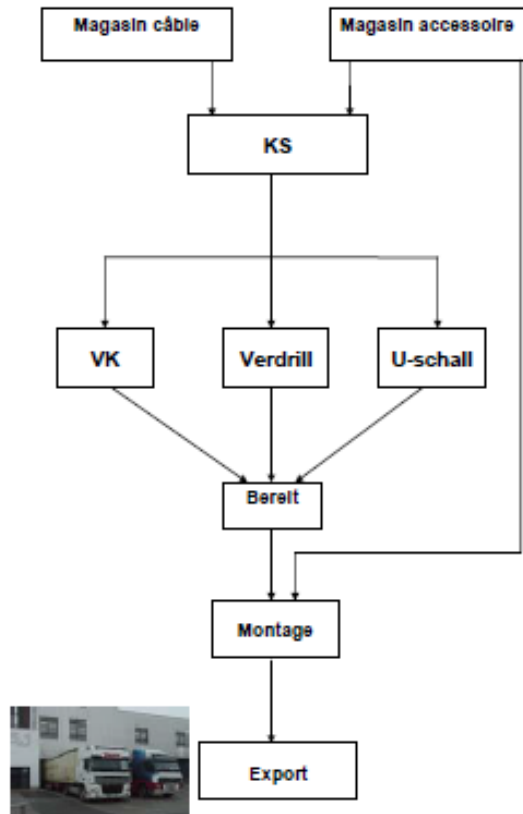 Magasin câble
Magasin accessoire
KS
VK
Verdrill
U-schall
Bereit
Montage
Export